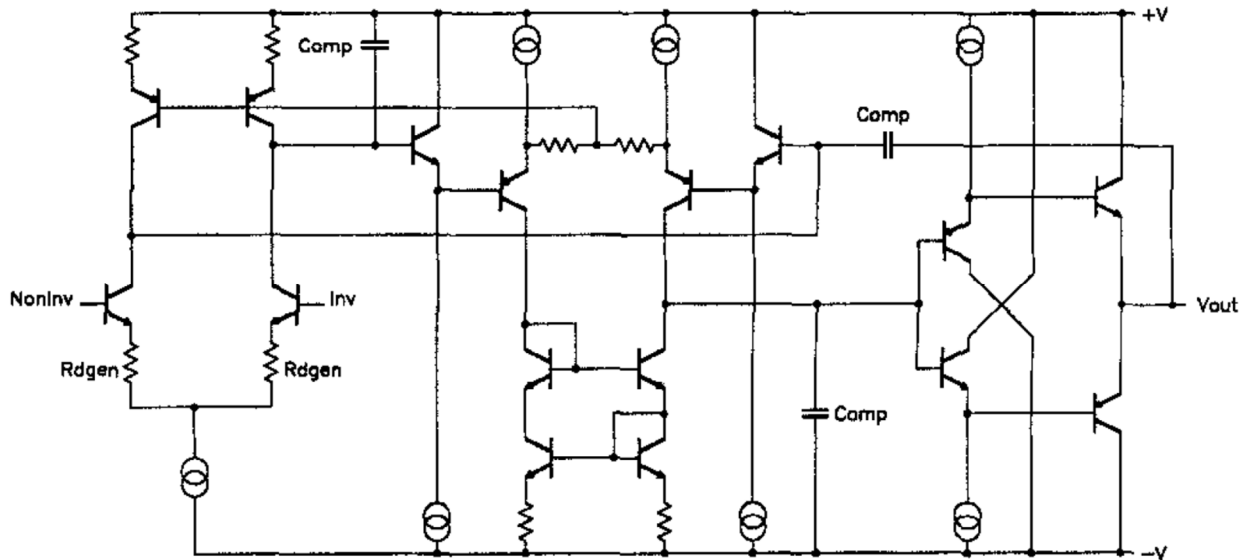 +V
Comp
Comp
NonInv
Inv
Vout
Rdgen
Rdgen
Comp
-V